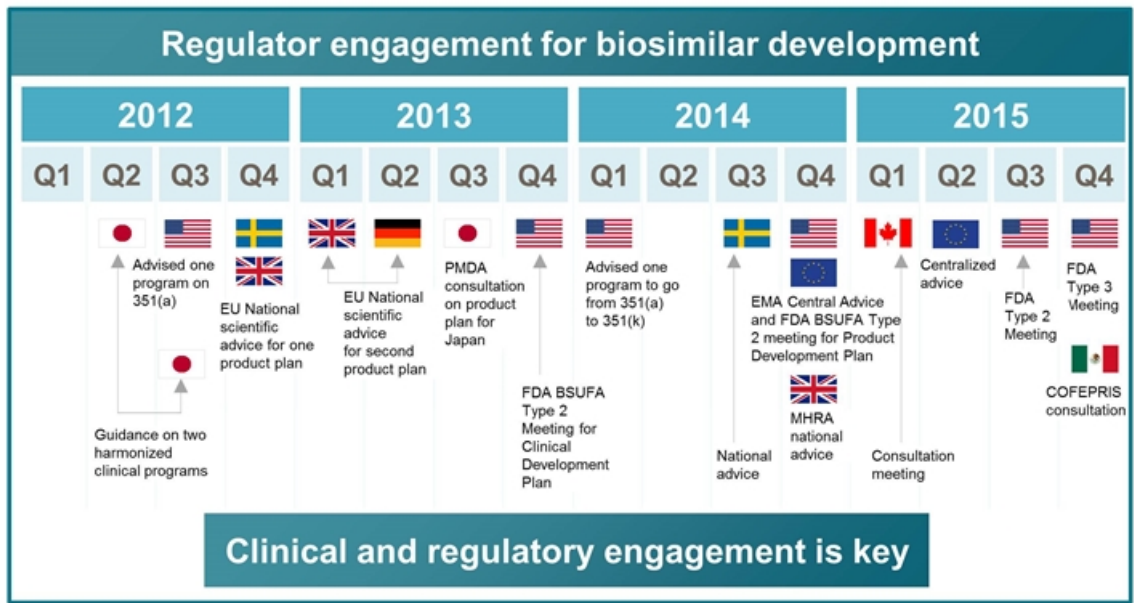 Regulator engagement for biosimilar development
2012
2013
2014
2015
Q1
Q2
Q3
Q4
Q1
Q2
Q3
Q4
Q1
Q2
Q3
Q4
Q1
Q2
Q3
Q4
Advised one
program on
351(a)
Guidance on two
harmonized
clinical programs
EU National
scientific
advice for one
product plan
EU National
scientific
advice
for second
product plan
PMDA
consultation
on product
plan for
Japan
FDA BSUFA
Type 2
Meeting for
Clinical
Development
Plan
Advised one
program to go
from 351(a)
to 351(k)
National
advice
EMA Central Advice
and FDA BSUFA Type
2 meeting for Product
Development Plan
MHRA
national
advice
Consultation
meeting
Centralized
advice
FDA
Type 2
Meeting
FDA
Type 3
Meeting
COFEPRIS
consultation
Clinical and regulatory engagement is key